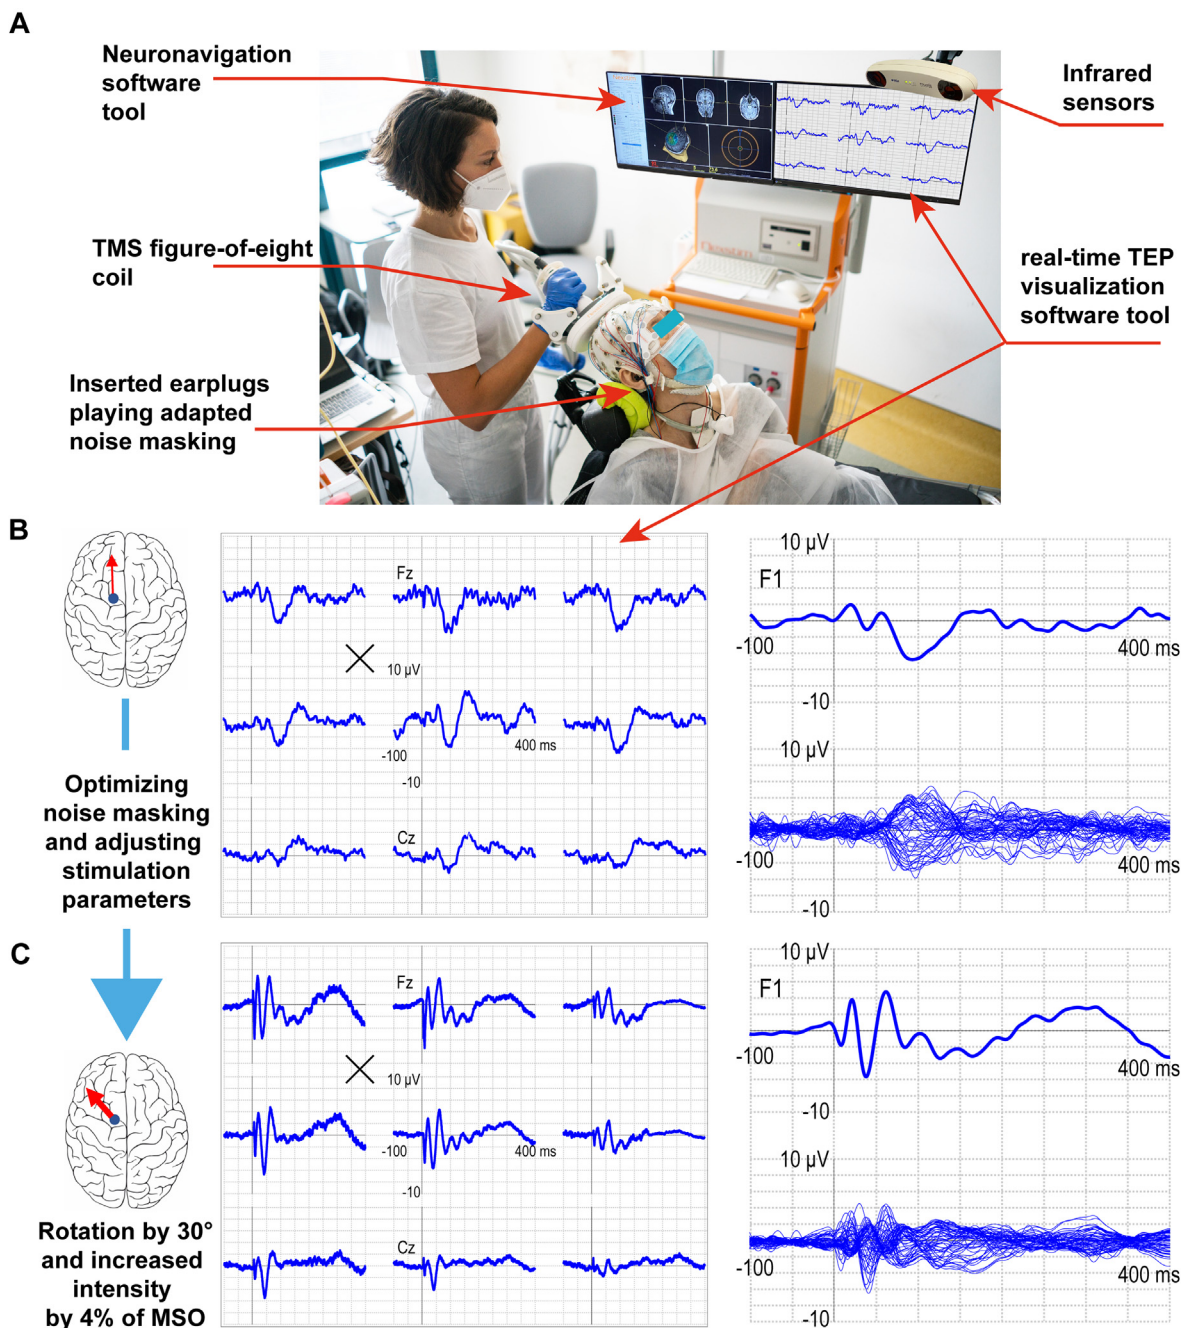 A
Neuronavigation
software
tool
Infrared
sensors
TMS figure-of-eight
coil
real-time TEP
visualization
software tool
Inserted earplugs
playing adapted
noise masking
B
Fz
10 µV
-100
400 ms
-10
Cz
10 µV
F1
-100
400 ms
-10
10 µV
-100
400 ms
-10
Optimizing
noise masking
and adjusting
stimulation
parameters
C
Fz
10 µV
-100
400 ms
-10
Cz
10 µV
F1
-100
400 ms
-10
10 µV
-100
400 ms
-10
Rotation by 30°
and increased
intensity
by 4% of MSO